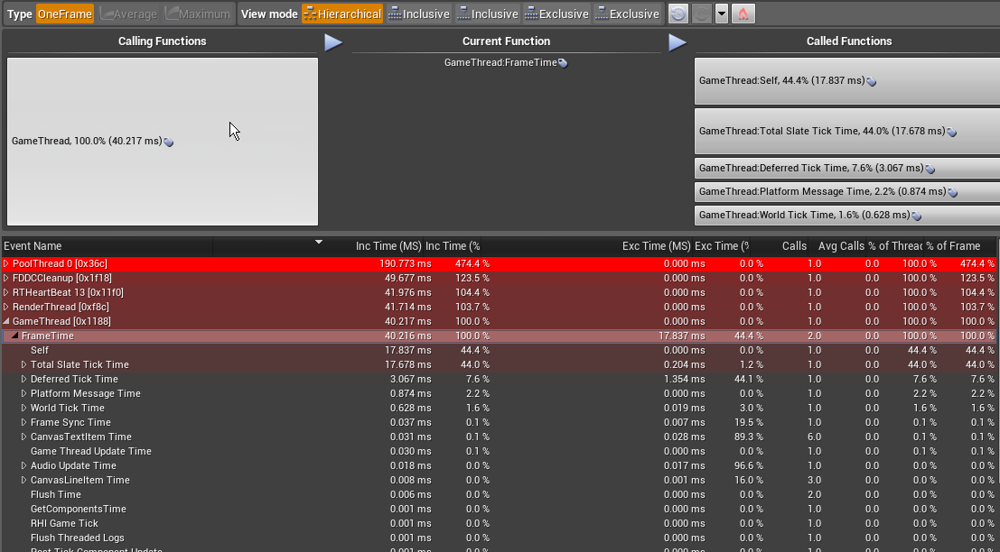 Type OneFrame Average Maximum View mode Hierarchical Inclusive Inclusive Exclusive Exclusive
Calling Functions Current Function Called Functions
GameThread:FrameTime
GameThread, 100.0% (40.217 ms)
GameThread:Self, 44.4% (17.837 ms)
GameThread:Total Slate Tick Time, 44.0% (17.678 ms)
GameThread:Deferred Tick Time, 7.6% (3.067 ms)
GameThread:Platform Message Time, 2.2% (0.874 ms)
GameThread:World Tick Time, 1.6% (0.628 ms)
Event Name Inc Time (MS) Inc Time (% Exc Time (MS) Exc Time (% Calls Avg Calls % of Threac % of Frame
PoolThread 0 [0x36c] 190.773 ms 474.4 % 0.000 ms 0.0 % 1.0 0.0 100.0 % 474.4 %
FDDCCleanup [0x1f18] 49.677 ms 123.5 % 0.000 ms 0.0 % 1.0 0.0 100.0 % 123.5 %
RTHeartBeat 13 [0x11f0] 41.976 ms 104.4 % 0.000 ms 0.0 % 1.0 0.0 100.0 % 104.4 %
RenderThread [0xf8c] 41.714 ms 103.7 % 0.000 ms 0.0 % 1.0 0.0 100.0 % 103.7 %
GameThread [0x1188] 40.217 ms 100.0 % 0.000 ms 0.0 % 1.0 0.0 100.0 % 100.0 %
FrameTime 40.216 ms 100.0 % 17.837 ms 44.4 % 2.0 0.0 100.0 % 100.0 %
Self 17.837 ms 44.4 % 0.000 ms 0.0 % 1.0 0.0 44.4 % 44.4 %
Total Slate Tick Time 17.678 ms 44.0 % 0.204 ms 1.2 % 1.0 0.0 44.0 % 44.0 %
Deferred Tick Time 3.067 ms 7.6 % 1.354 ms 44.1 % 1.0 0.0 7.6 % 7.6 %
Platform Message Time 0.874 ms 2.2 % 0.000 ms 0.0 % 1.0 0.0 2.2 % 2.2 %
World Tick Time 0.628 ms 1.6 % 0.019 ms 3.0 % 1.0 0.0 1.6 % 1.6 %
Frame Sync Time 0.037 ms 0.1 % 0.007 ms 19.5 % 1.0 0.0 0.1 % 0.1 %
CanvasTextItem Time 0.031 ms 0.1 % 0.028 ms 89.3 % 6.0 0.0 0.1 % 0.1 %
Game Thread Update Time 0.030 ms 0.1 % 0.000 ms 0.0 % 1.0 0.0 0.1 % 0.1 %
Audio Update Time 0.018 ms 0.0 % 0.017 ms 96.6 % 1.0 0.0 0.0 % 0.0 %
CanvasLineItem Time 0.008 ms 0.0 % 0.001 ms 16.0 % 3.0 0.0 0.0 % 0.0 %
Flush Time 0.006 ms 0.0 % 0.000 ms 0.0 % 2.0 0.0 0.0 % 0.0 %
GetComponentsTime 0.001 ms 0.0 % 0.000 ms 0.0 % 1.0 0.0 0.0 % 0.0 %
RHI Game Tick 0.001 ms 0.0 % 0.000 ms 0.0 % 1.0 0.0 0.0 % 0.0 %
Flush Threaded Logs 0.001 ms 0.0 % 0.000 ms 0.0 % 1.0 0.0 0.0 % 0.0 %
Post Tick Component Update